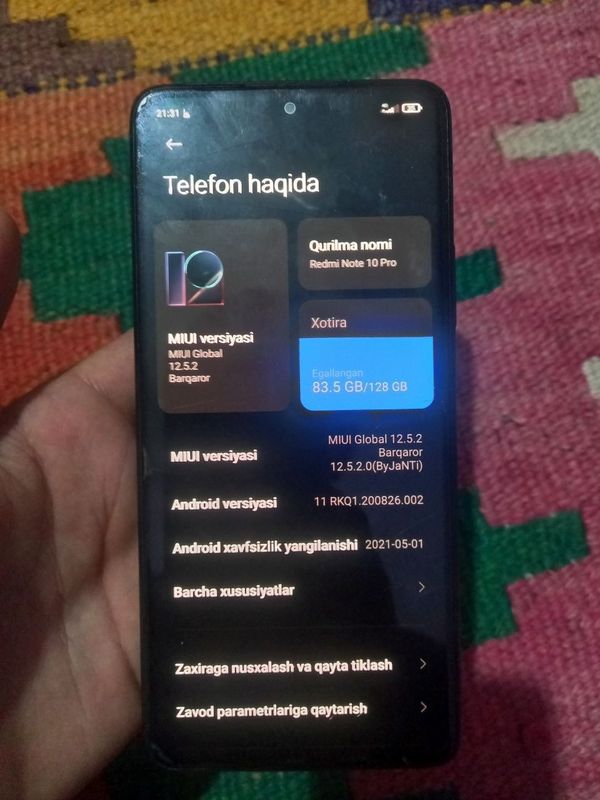 21:31
Telefon haqida
12
MIUI versiyasi
MIUI Global
12.5.2
Barqaror
Qurilma nomi
Redmi Note 10 Pro
Xotira
Egallangan
83.5 GB/128 GB
MIUI versiyasi
MIUI Global 12.5.2
Barqaror
12.5.2.0(ByJaNTi)
Android versiyasi 11 RKQ1.200826.002
Android xavfsizlik yangilanishi 2021-05-01
Barcha xususiyatlar
Zaxiraga nusxalash va qayta tiklash
Zavod parametrlariga qaytarish